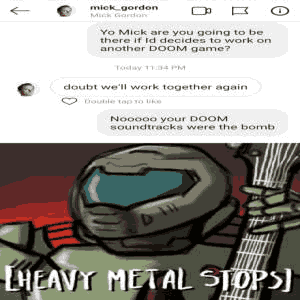 mick_gordon
Mick Gordon
Yo Mick are you going to be
there if Id decides to work on
another DOOM game?
Today 11:34 PM
doubt we'll work together again
Double tap to like
Nooooo your DOOM
soundtracks were the bomb
[HEAVY METAL STOPS]